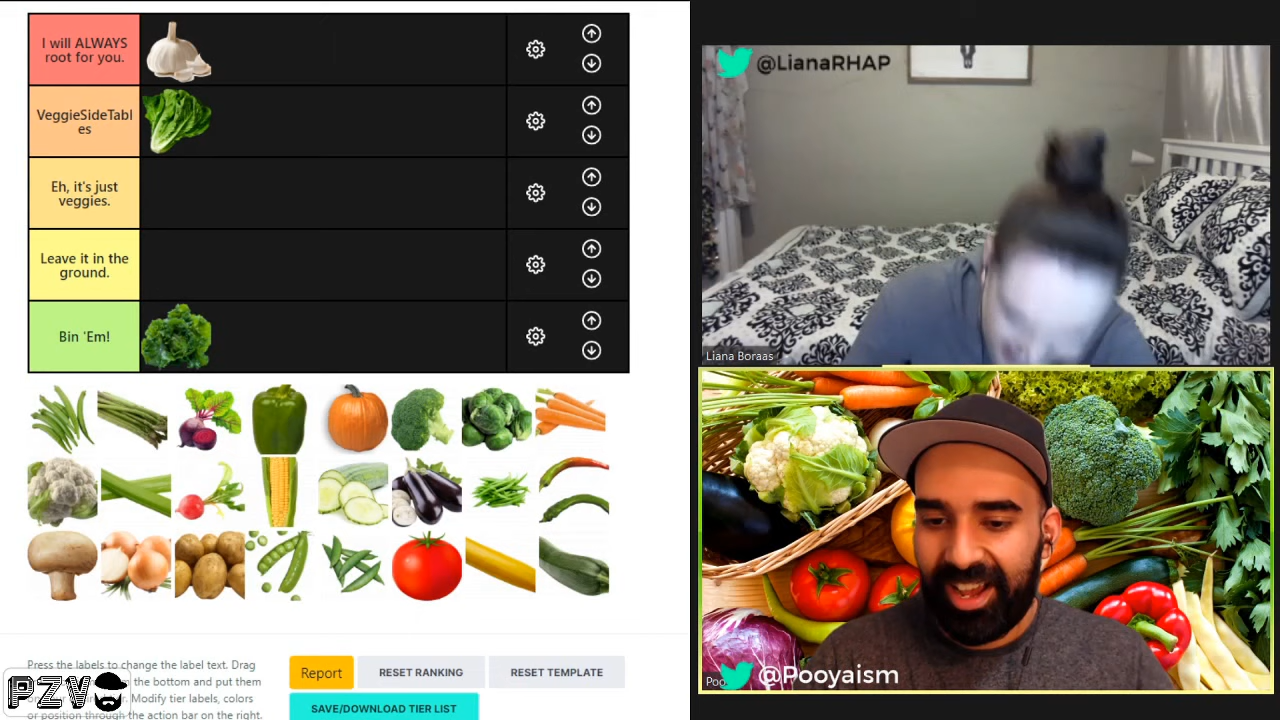 I will ALWAYS
root for you.
VeggieSideTabl
es
Eh, it's just
veggies.
Leave it in the
ground.
Bin 'Em!
Press the labels to change the label text. Drag
the bottom and put them
Modify tier labels, colors
or position through the action bar on the right.
PZV
Report
RESET RANKING
RESET TEMPLATE
SAVE/DOWNLOAD TIER LIST
@LianaRHAP
Liana Boraas
Poo
@Pooyaism